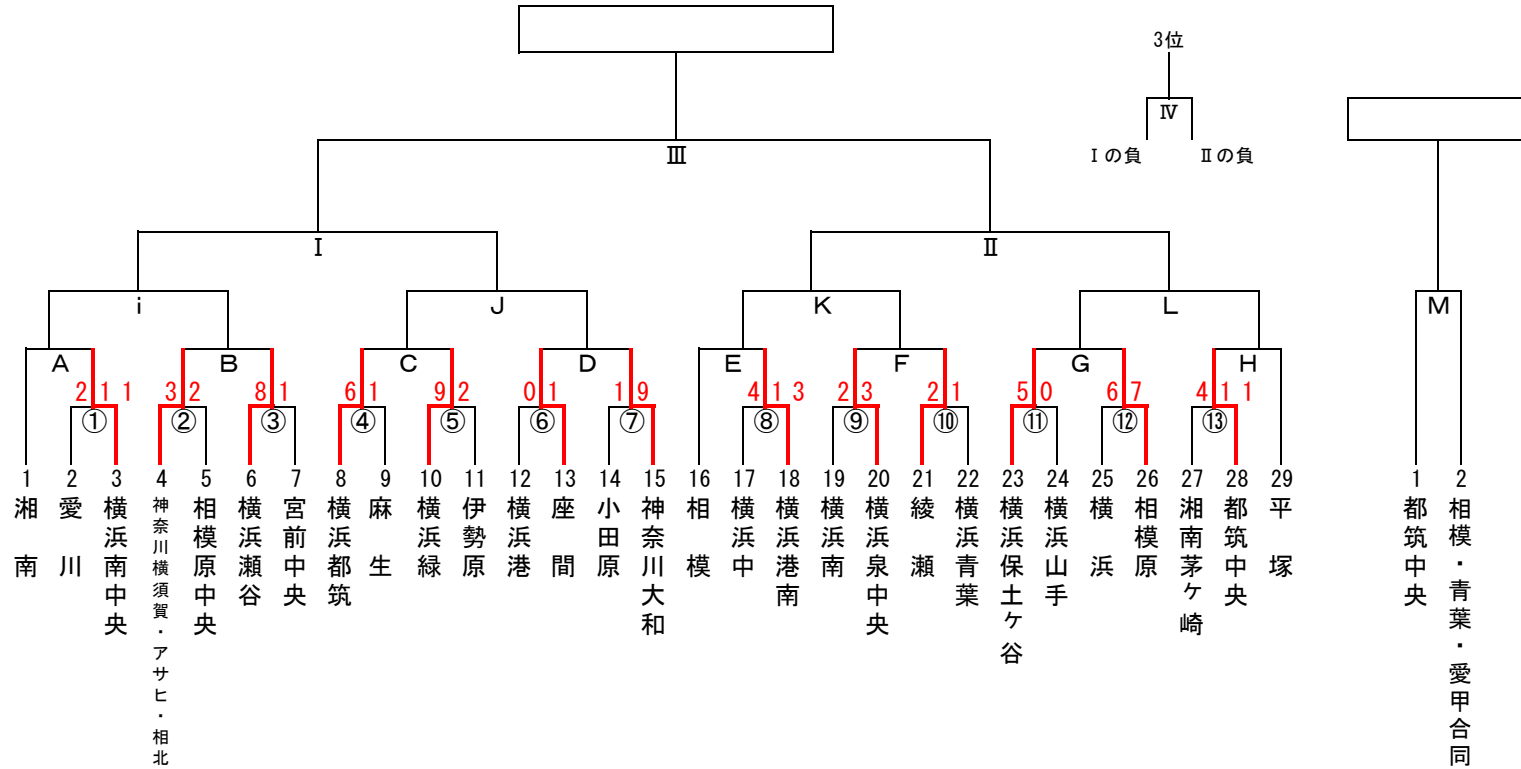 3位
Ⅳ
Ⅰの負 Ⅱの負
Ⅲ
Ⅰ Ⅱ
i J K L M
A B C D E F G H
2 1 1 3 2 8 1 6 1 9 2 0 1 1 9 4 1 3 2 3 2 1 5 0 6 7 4 1 1
① ② ③ ④ ⑤ ⑥ ⑦ ⑧ ⑨ ⑩ ⑪ ⑫ ⑬
1 2 3 4 5 6 7 8 9 10 11 12 13 14 15 16 17 18 19 20 21 22 23 24 25 26 27 28 29 1 2
湘南
愛川
横浜南中央
神奈川横須賀・アサヒ・相北
相模原中央
横浜瀬谷
宮前中央
横浜都筑
麻生
横浜緑
伊勢原
横浜港
座間
小田原
神奈川大和
相模
横浜中
横浜港南
横浜南
横浜泉中央
綾瀬
横浜青葉
横浜保土ケ谷
横浜山手
横浜
相模原
湘南茅ケ崎
都筑中央
平塚
都筑中央
相模・青葉・愛甲合同